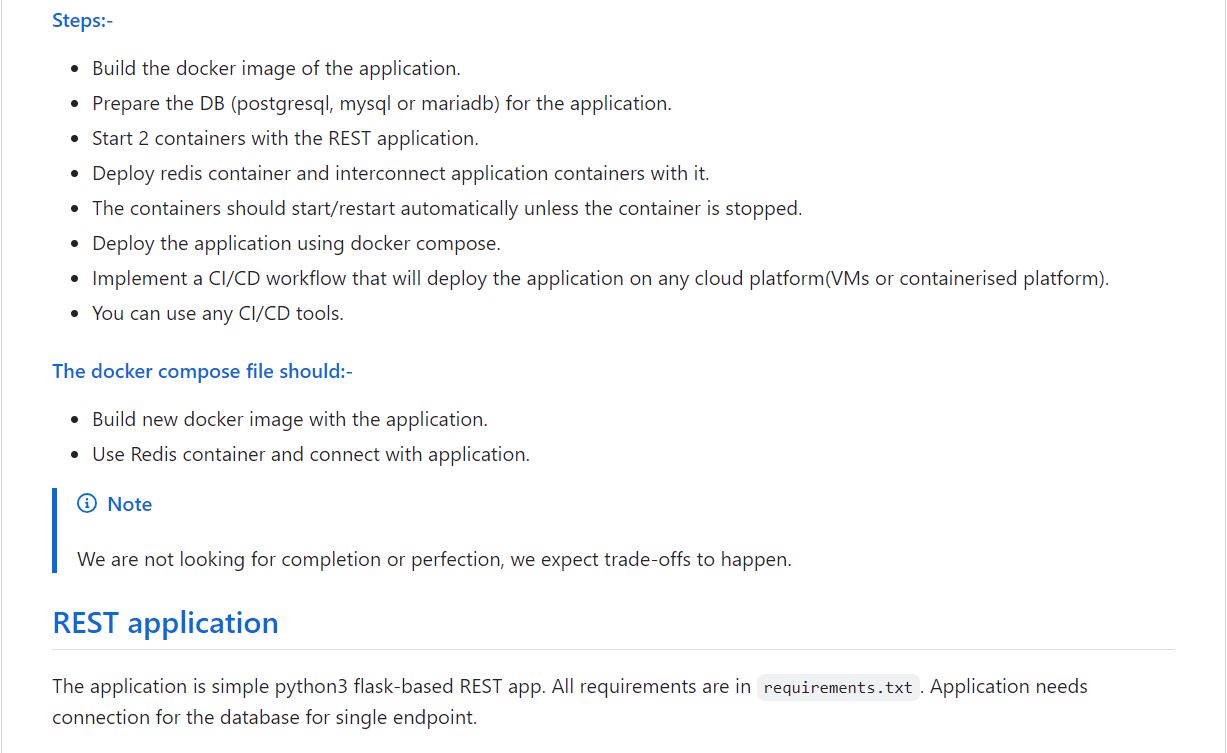 Steps:-
Build the docker image of the application.
Prepare the DB (postgresql, mysql or mariadb) for the application.
Start 2 containers with the REST application.
Deploy redis container and interconnect application containers with it.
The containers should start/restart automatically unless the container is stopped.
Deploy the application using docker compose.
Implement a CI/CD workflow that will deploy the application on any cloud platform(VMs or containerised platform).
You can use any CI/CD tools.
The docker compose file should:-
Build new docker image with the application.
Use Redis container and connect with application.
Note
We are not looking for completion or perfection, we expect trade-offs to happen.
REST application
The application is simple python3 flask-based REST app. All requirements are in requirements.txt. Application needs
connection for the database for single endpoint.